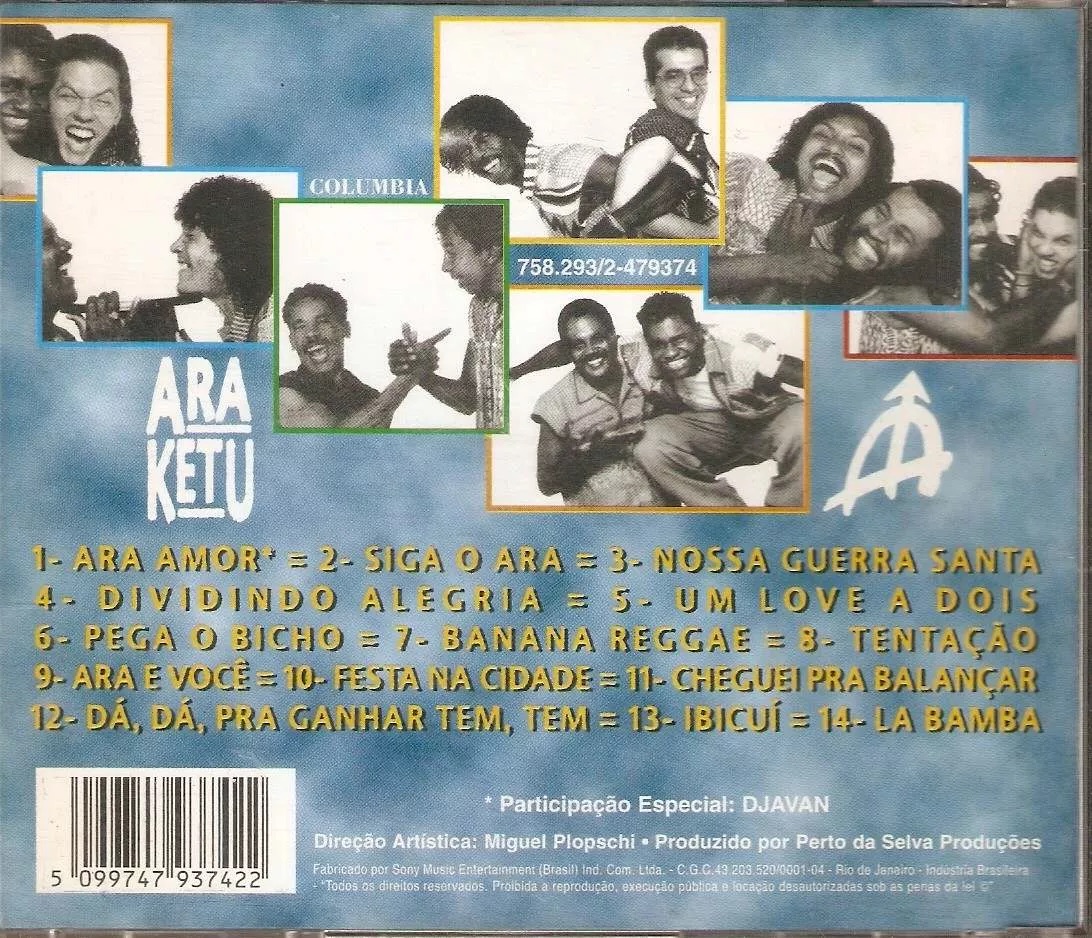 COLUMBIA
758.293/2-479374
ARA
KETU
1- ARA AMOR* = 2- SIGA O ARA = 3- NOSSA GUERRA SANTA
4- DIVIDINDO ALEGRIA = 5- UM LOVE A DOIS
6- PEGA O BICHO = 7- BANANA REGGAE = 8- TENTAÇÃO
9- ARA E VOCÊ = 10- FESTA NA CIDADE = 11- CHEGUEI PRA BALANÇAR
12- DÁ, DÁ, PRA GANHAR TEM, TEM = 13- IBICUÍ = 14- LA BAMBA
* Participação Especial: DJAVAN
Direção Artística: Miguel Plopschi • Produzido por Perto da Selva Produções
Fabricado por Sony Music Entertainment (Brasil) Ind. Com. Ltda. - C.G.C.43 203.520/0001-04 - Rio de Janeiro - Indústria Brasileira
- "Todos os direitos reservados. Proibida a reprodução, execução pública e locação desautorizadas sob as penas da lei ©"
5 099747 937422